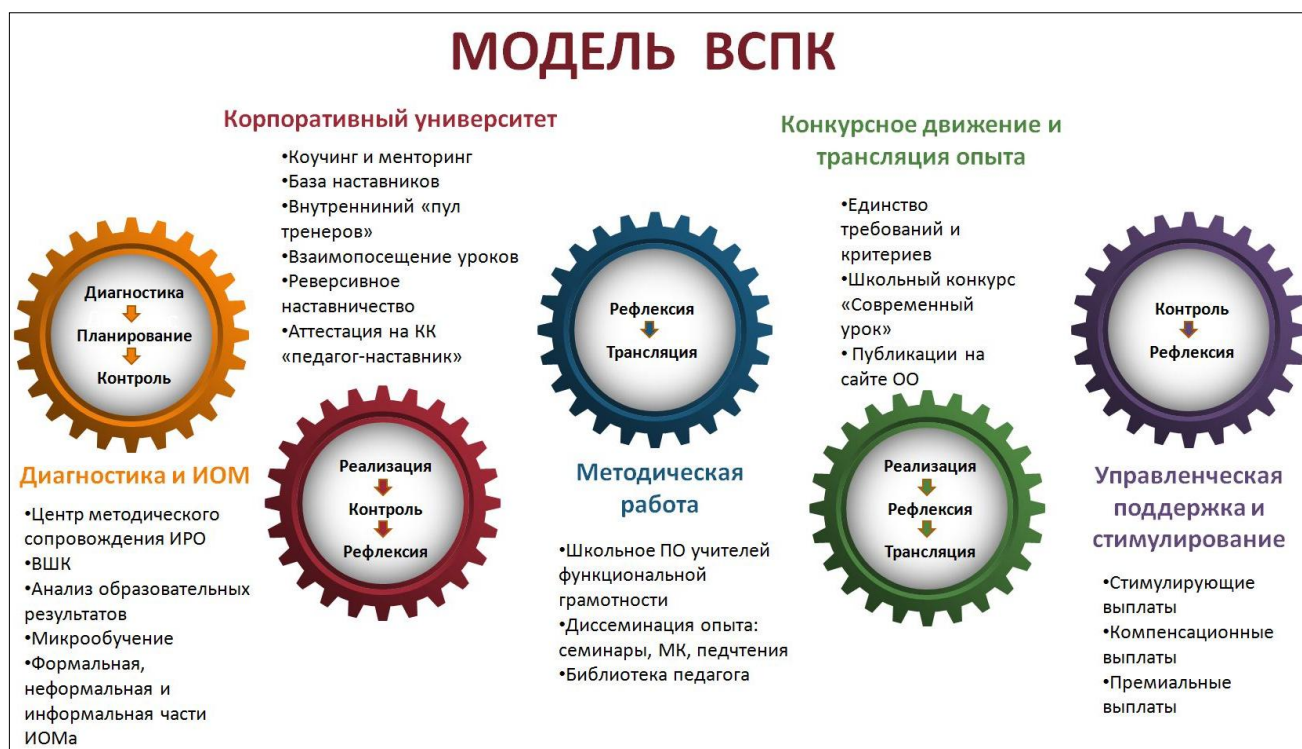 МОДЕЛЬ ВСПК
Диагностика
Планирование
Контроль
Диагностика и ИОМ
•Центр методического
сопровождения ИРО
•ВШК
•Анализ образовательных
результатов
•Микрообучение
•Формальная,
неформальная и
информальная части
ИОМа
Корпоративный университет
•Коучинг и менторинг
•База наставников
•Внутренниний «пул
тренеров»
•Взаимопосещение уроков
•Реверсивное
наставничество
•Аттестация на КК
«педагог-наставник»
Реализация
Контроль
Рефлексия
Рефлексия
Трансляция
Методическая
работа
•Школьное ПО учителей
функциональной
грамотности
•Диссеминация опыта:
семинары, МК, педчтения
•Библиотека педагога
Конкурсное движение и
трансляция опыта
•Единство
требований и
критериев
•Школьный конкурс
«Современный
урок»
• Публикации на
сайте ОО
Реализация
Рефлексия
Трансляция
Контроль
Рефлексия
Управленческая
поддержка и
стимулирование
•Стимулирующие
выплаты
•Компенсационные
выплаты
•Премиальные
выплаты